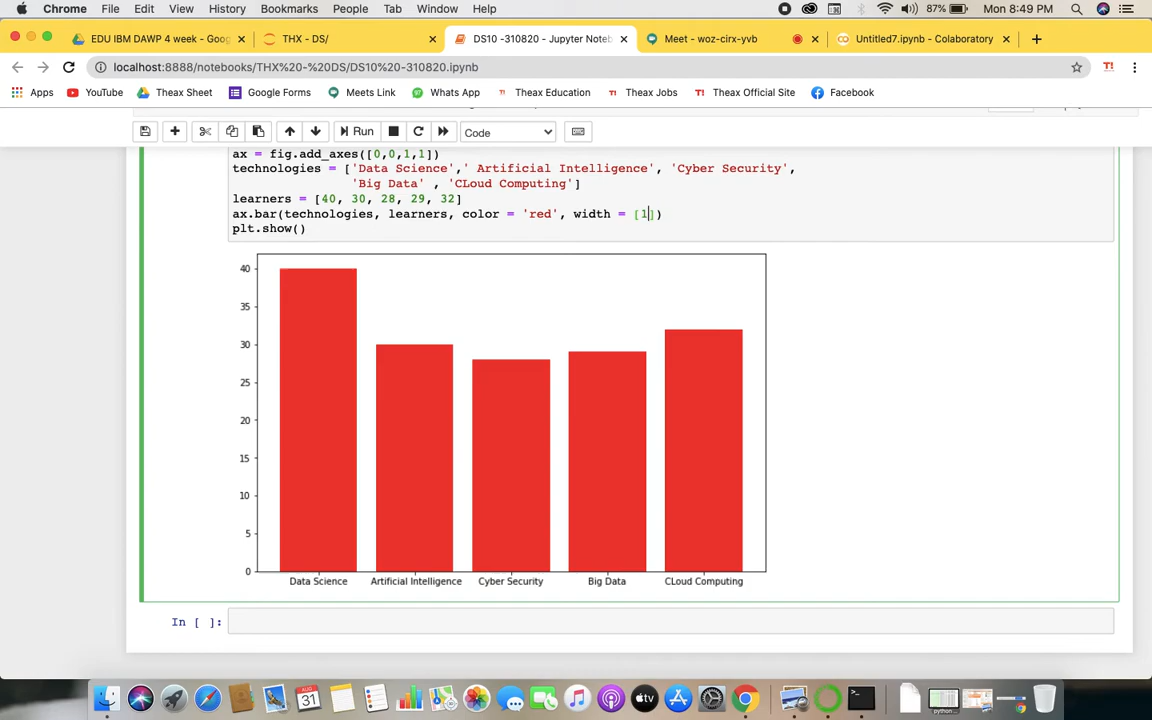 Chrome File Edit View History Bookmarks People Tab Window Help 87% Mon 8:49 PM
EDU IBM DAWP 4 week - Goog THX - DS/ DS10 -310820 - Jupyter Noteb Meet - woz-cirx-yvb Untitled7.ipynb - Colaboratory
localhost:8888/notebooks/THX%20-%20DS/DS10%20-310820.ipynb T!
Apps YouTube Theax Sheet Google Forms Meets Link Whats App T! Theax Education T! Theax Jobs T! Theax Official Site Facebook
Run Code
ax = fig.add_axes([0,0,1,1])
technologies = ['Data Science',' Artificial Intelligence', 'Cyber Security',
'Big Data' , 'CLoud Computing']
learners = [40, 30, 28, 29, 32]
ax.bar(technologies, learners, color = 'red', width = [1])
plt.show()
40
35
30
25
20
15
10
5
0
Data Science Artificial Intelligence Cyber Security Big Data CLoud Computing
In [ ]:
AUG
31
tv
python